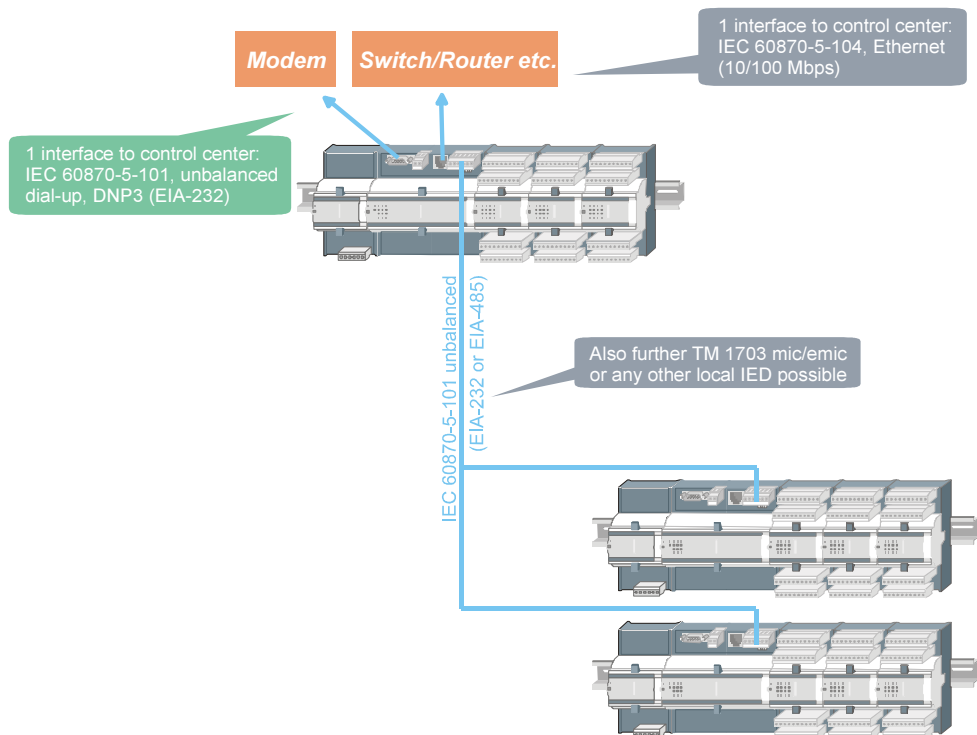 1 interface to control center:
IEC 60870-5-104, Ethernet
(10/100 Mbps)
Modem
Switch/Router etc.
1 interface to control center:
IEC 60870-5-101, unbalanced
dial-up, DNP3 (EIA-232)
IEC 60870-5-101 unbalanced
(EIA-232 or EIA-485)
Also further TM 1703 mic/emic
or any other local IED possible